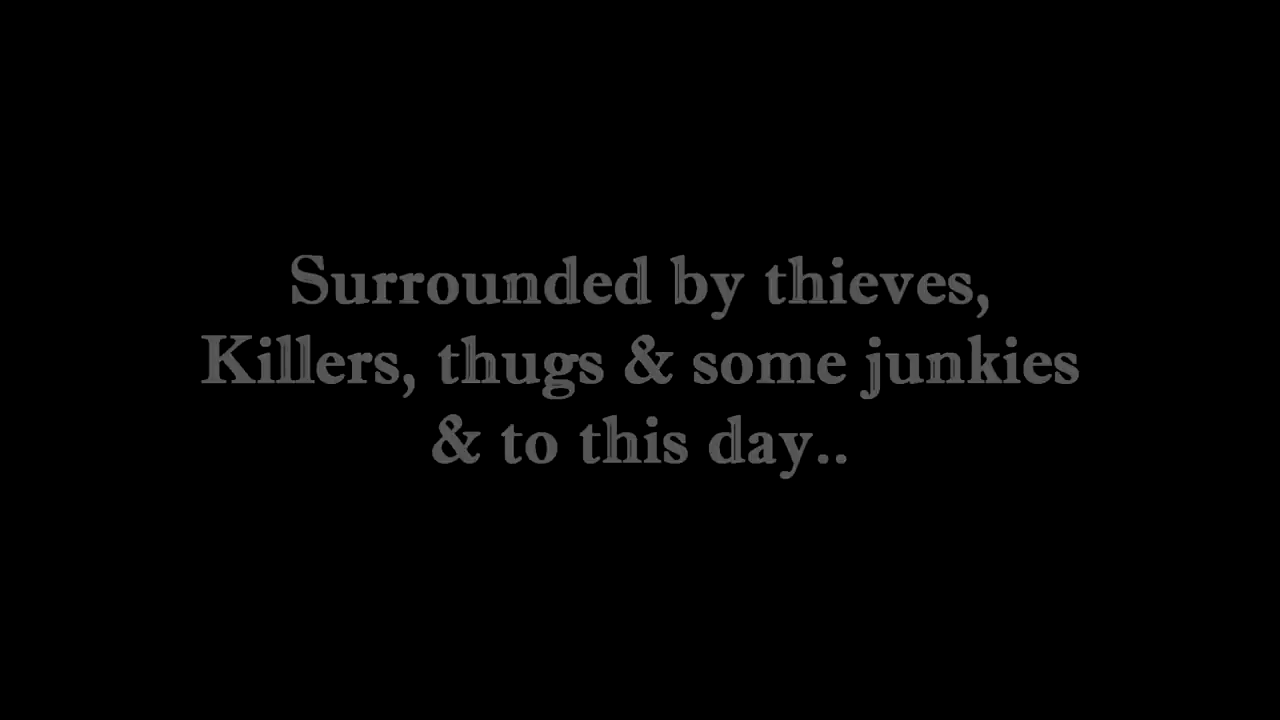 Surrounded by thieves,
Killers, thugs & some junkies
& to this day..